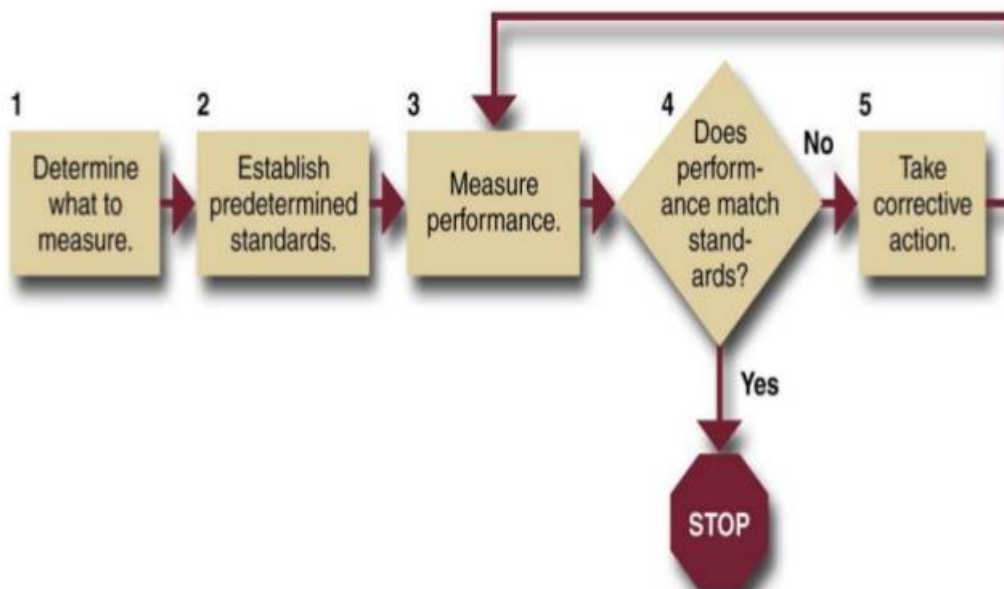 1
Determine
what to
measure.
2
Establish
predetermined
standards.
3
Measure
performance.
4
Does
perform-
ance match
stand-
ards?
No
5
Take
corrective
action.
Yes
STOP